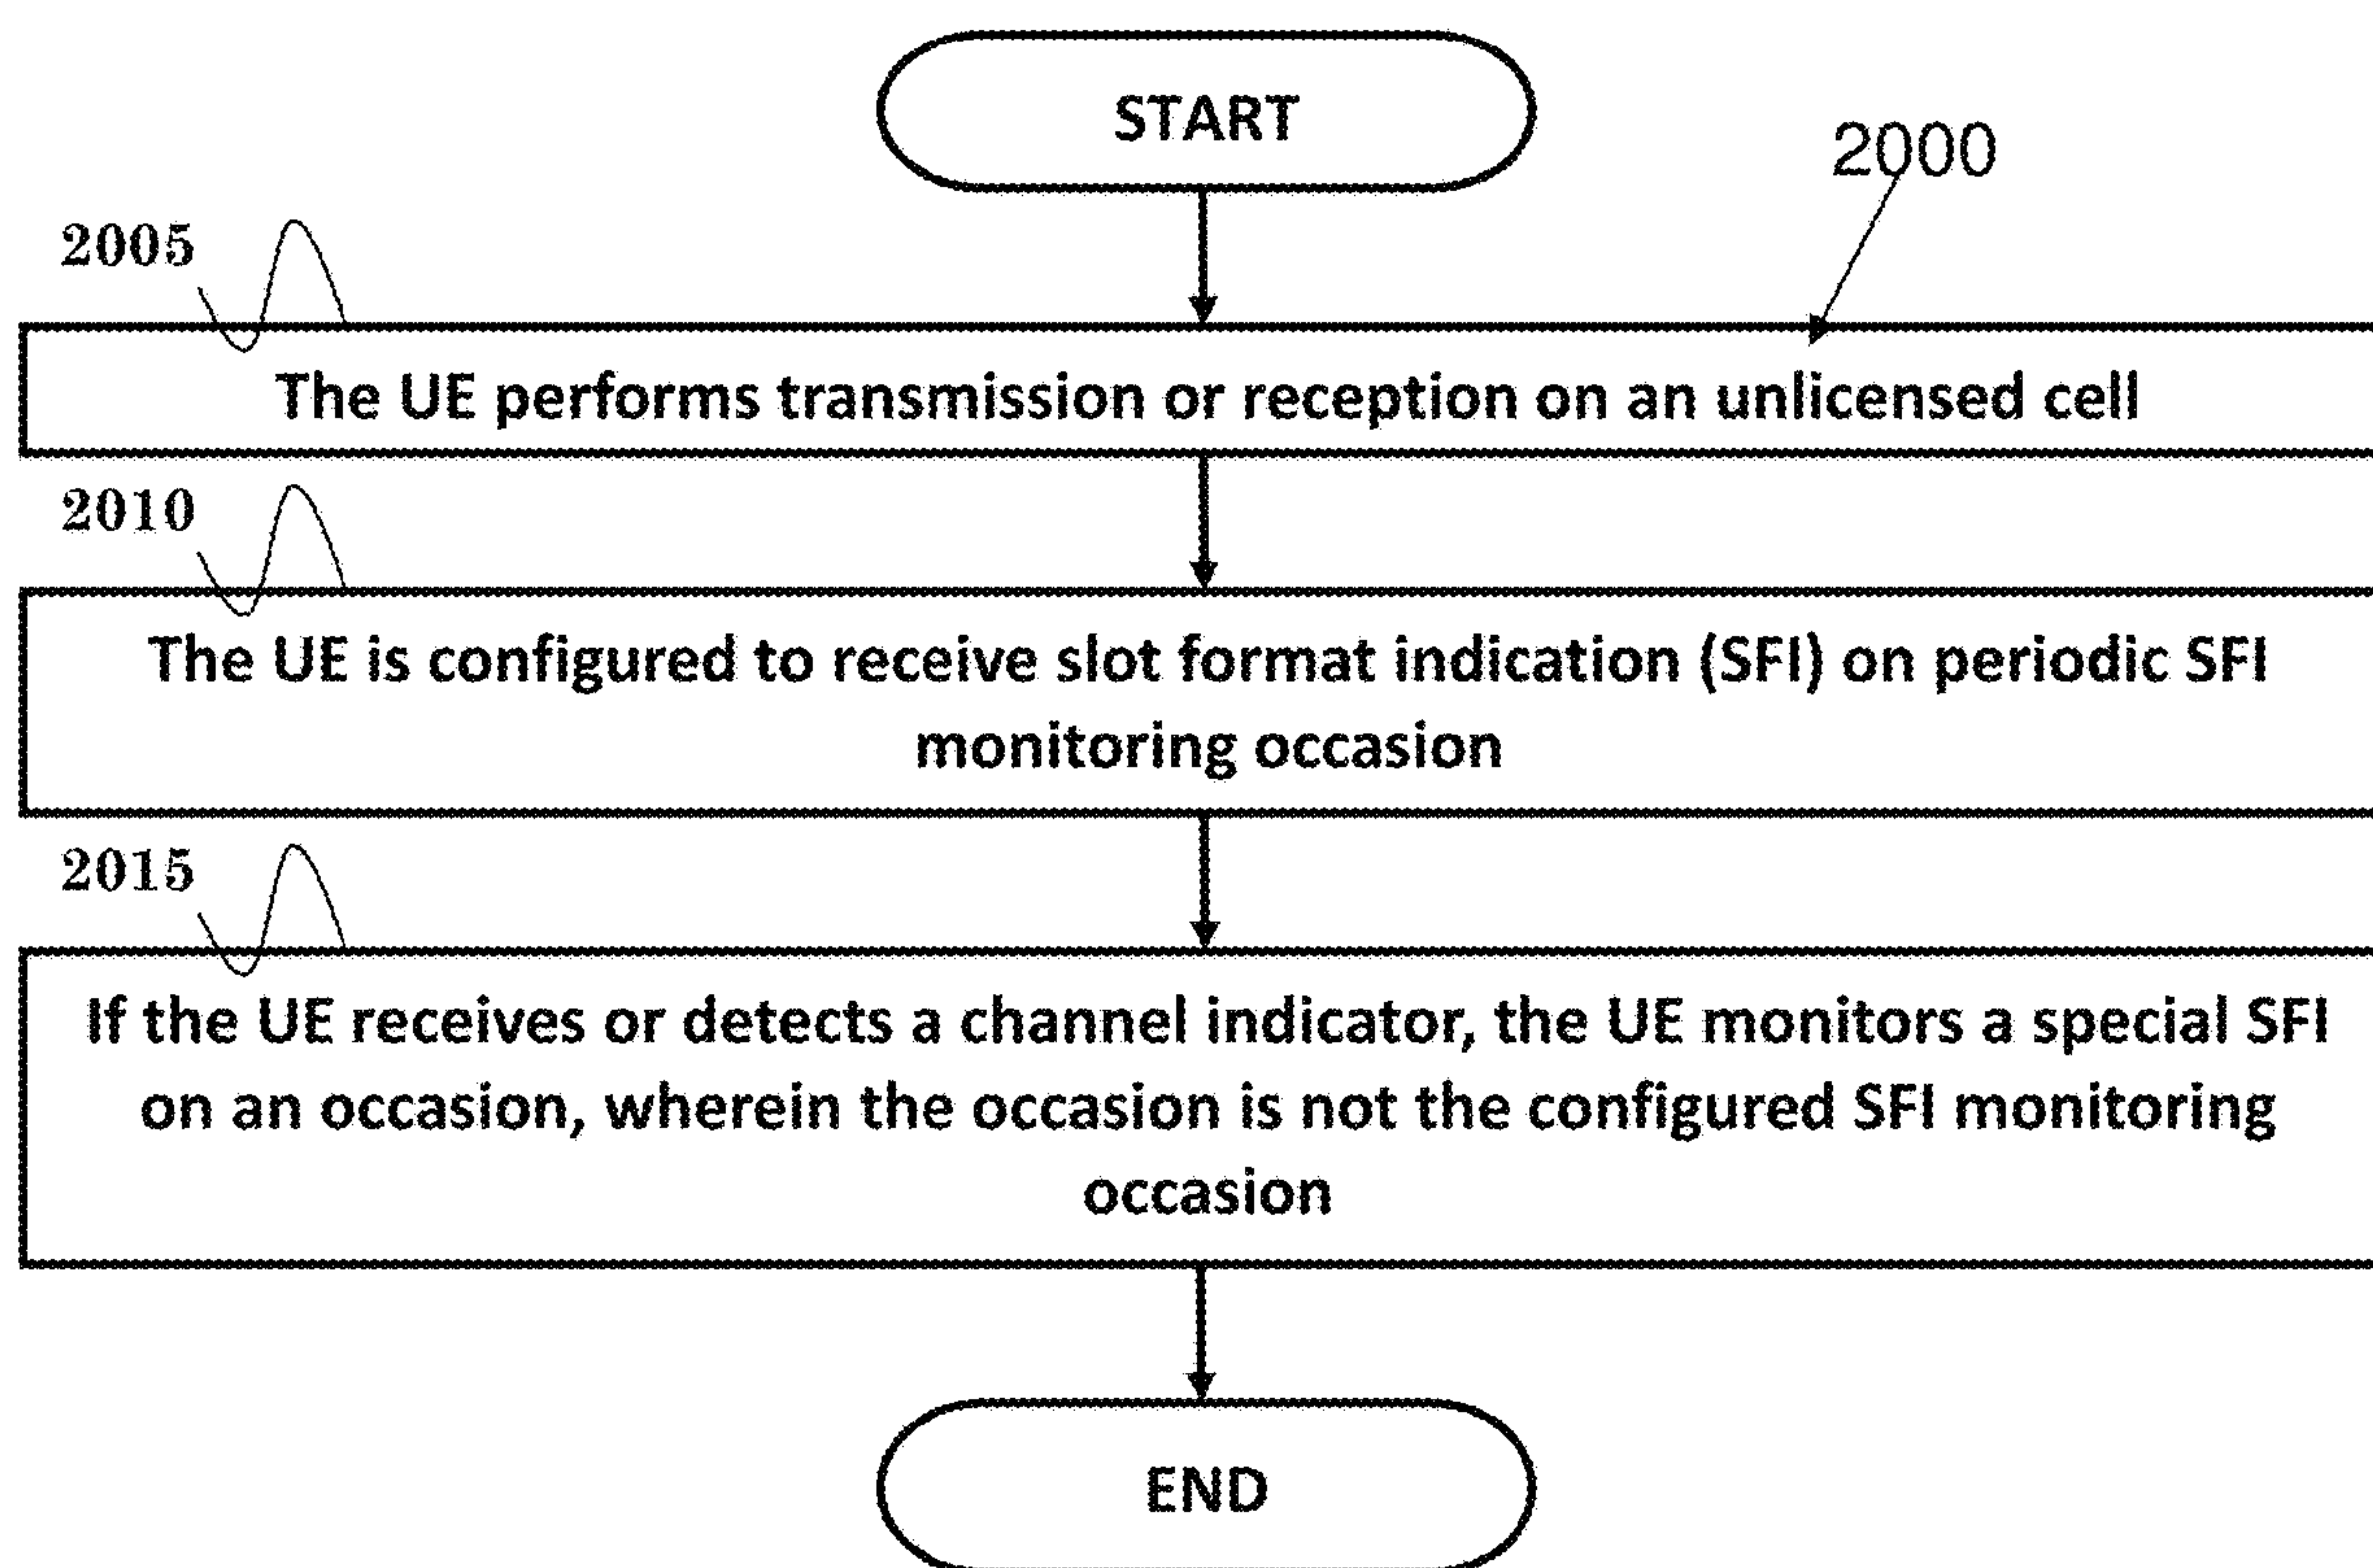 START
2000
2005
The UE performs transmission or reception on an unlicensed cell
2010
The UE is configured to receive slot format indication (SFI) on periodic SFI
monitoring occasion
2015
If the UE receives or detects a channel indicator, the UE monitors a special SFI
on an occasion, wherein the occasion is not the configured SFI monitoring
occasion
END